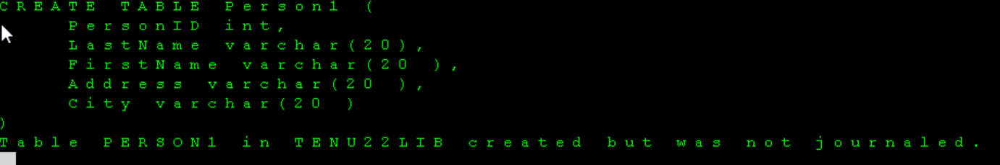 CREATE TABLE Person1 (
PersonID int,
LastName varchar(20),
FirstName varchar(20 ),
Address varchar(20 ),
City varchar(20 )
)
Table PERSON1 in TENU22LIB created but was not journaled.